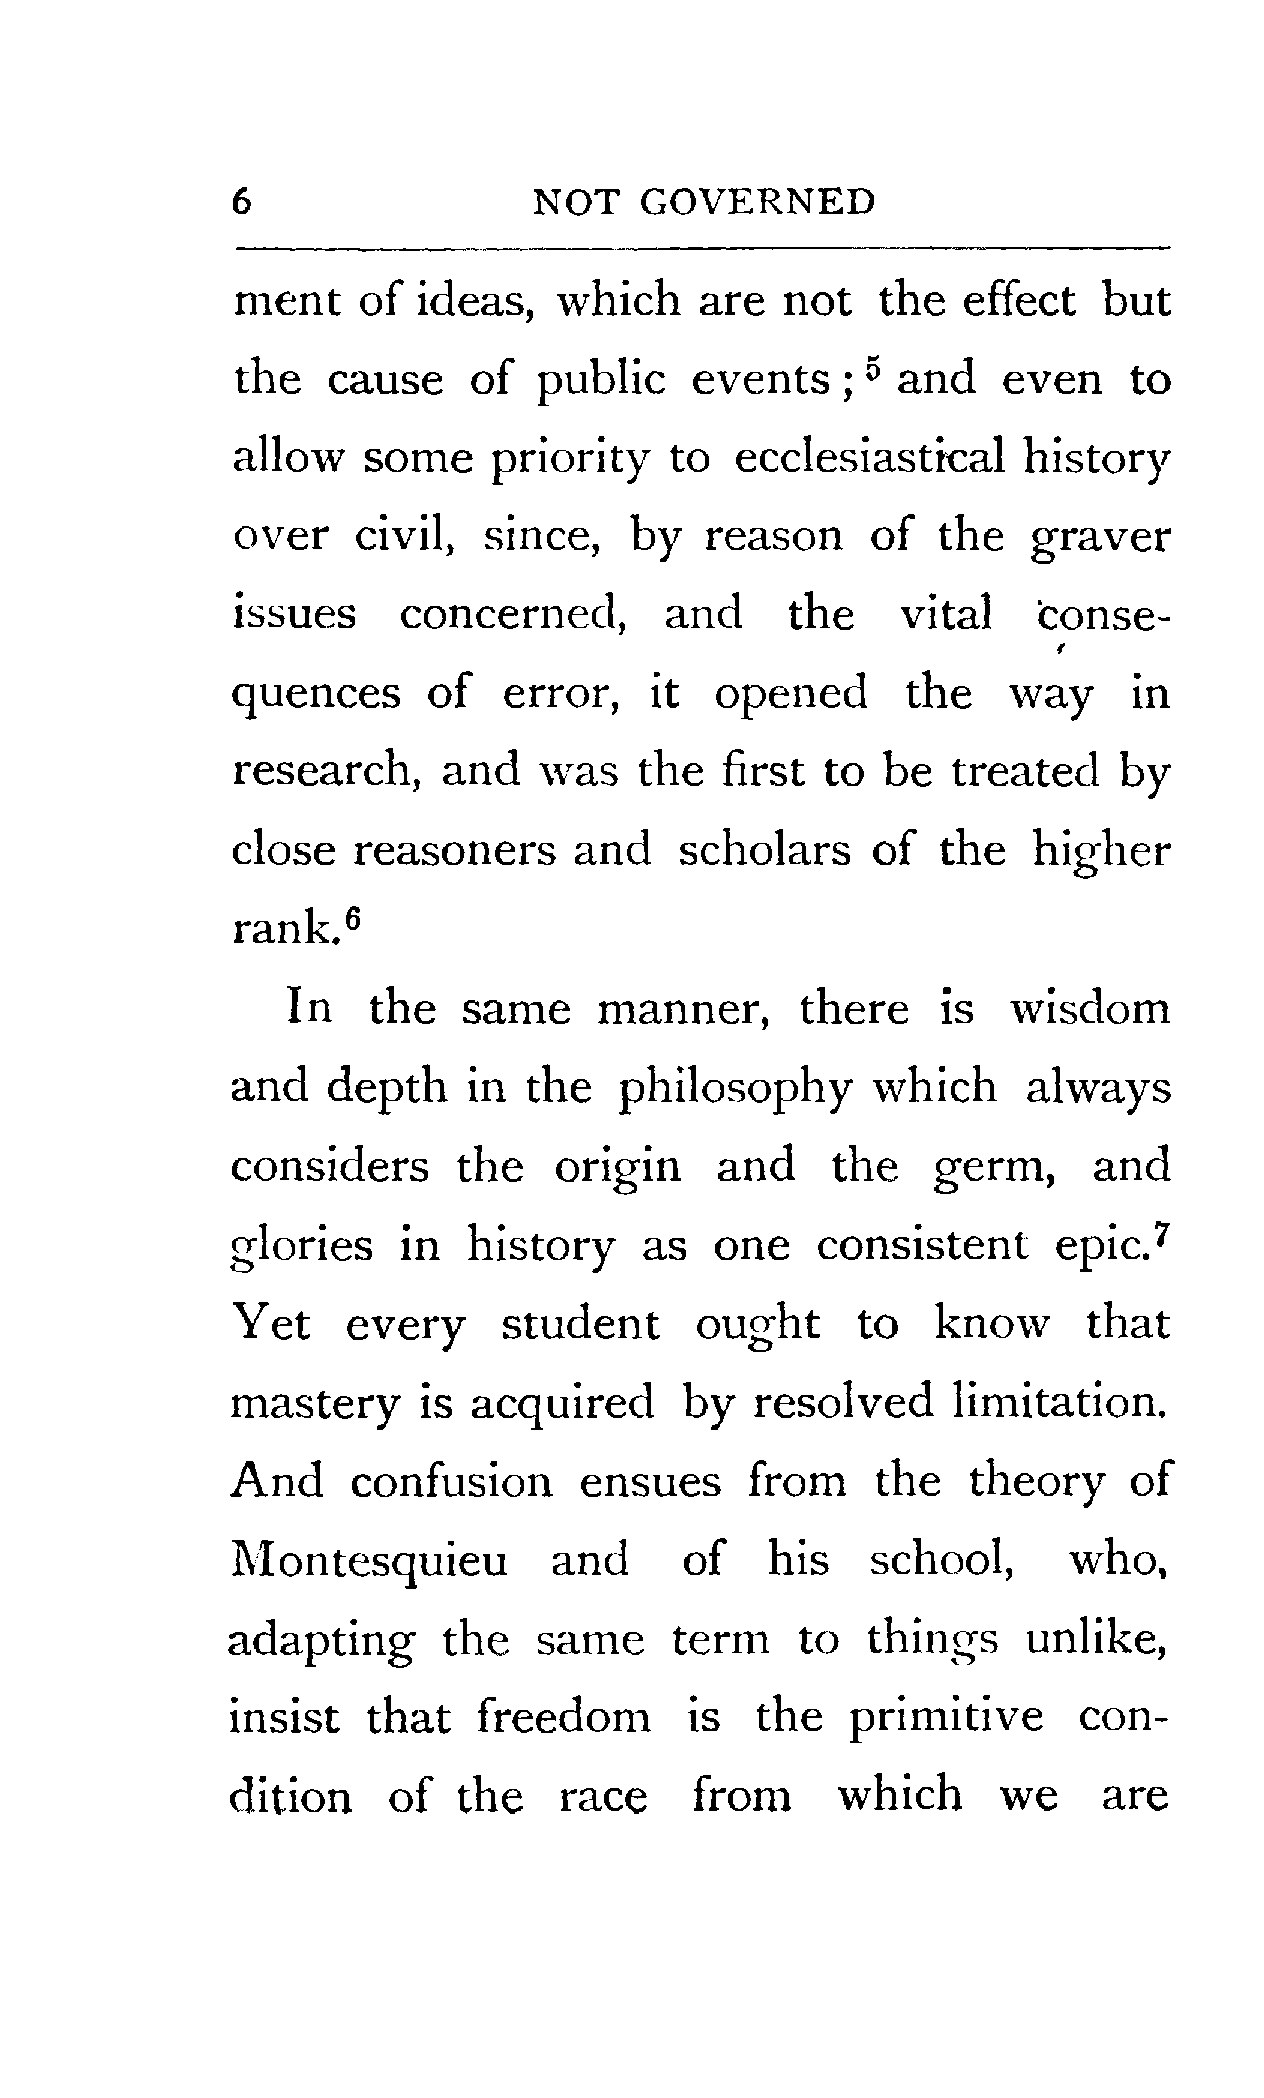 6 NOT GOVERNED
ment of ideas, which are not the effect but
the cause of public events ; ⁵ and even to
allow some priority to ecclesiastical history
over civil, since, by reason of the graver
issues concerned, and the vital conse-
quences of error, it opened the way in
research, and was the first to be treated by
close reasoners and scholars of the higher
rank.⁶
In the same manner, there is wisdom
and depth in the philosophy which always
considers the origin and the germ, and
glories in history as one consistent epic.⁷
Yet every student ought to know that
mastery is acquired by resolved limitation.
And confusion ensues from the theory of
Montesquieu and of his school, who,
adapting the same term to things unlike,
insist that freedom is the primitive con-
dition of the race from which we are